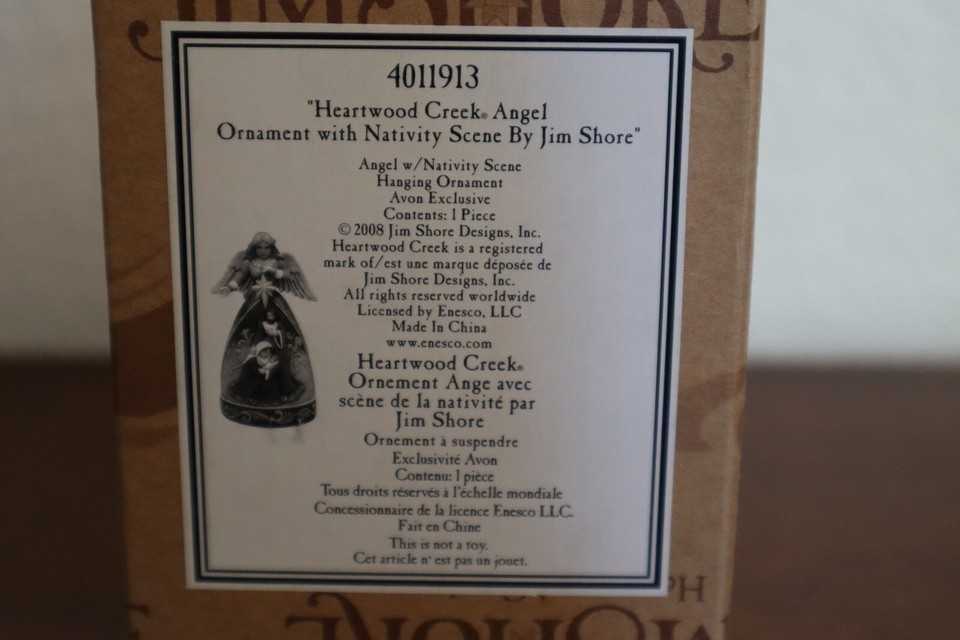 JIM SHORE
4011913
"Heartwood Creek® Angel
Ornament with Nativity Scene By Jim Shore"
Angel w/Nativity Scene
Hanging Ornament
Avon Exclusive
Contents: 1 Piece
© 2008 Jim Shore Designs, Inc.
Heartwood Creek is a registered
mark of/est une marque déposée de
Jim Shore Designs, Inc.
All rights reserved worldwide
Licensed by Enesco, LLC
Made In China
www.enesco.com
Heartwood Creek®
Ornement Ange avec
scène de la nativité par
Jim Shore
Ornement à suspendre
Exclusivité Avon
Contenu: 1 pièce
Tous droits réservés à l'échelle mondiale
Concessionnaire de la licence Enesco LLC.
Fait en Chine
This is not a toy.
Cet article n'est pas un jouet.